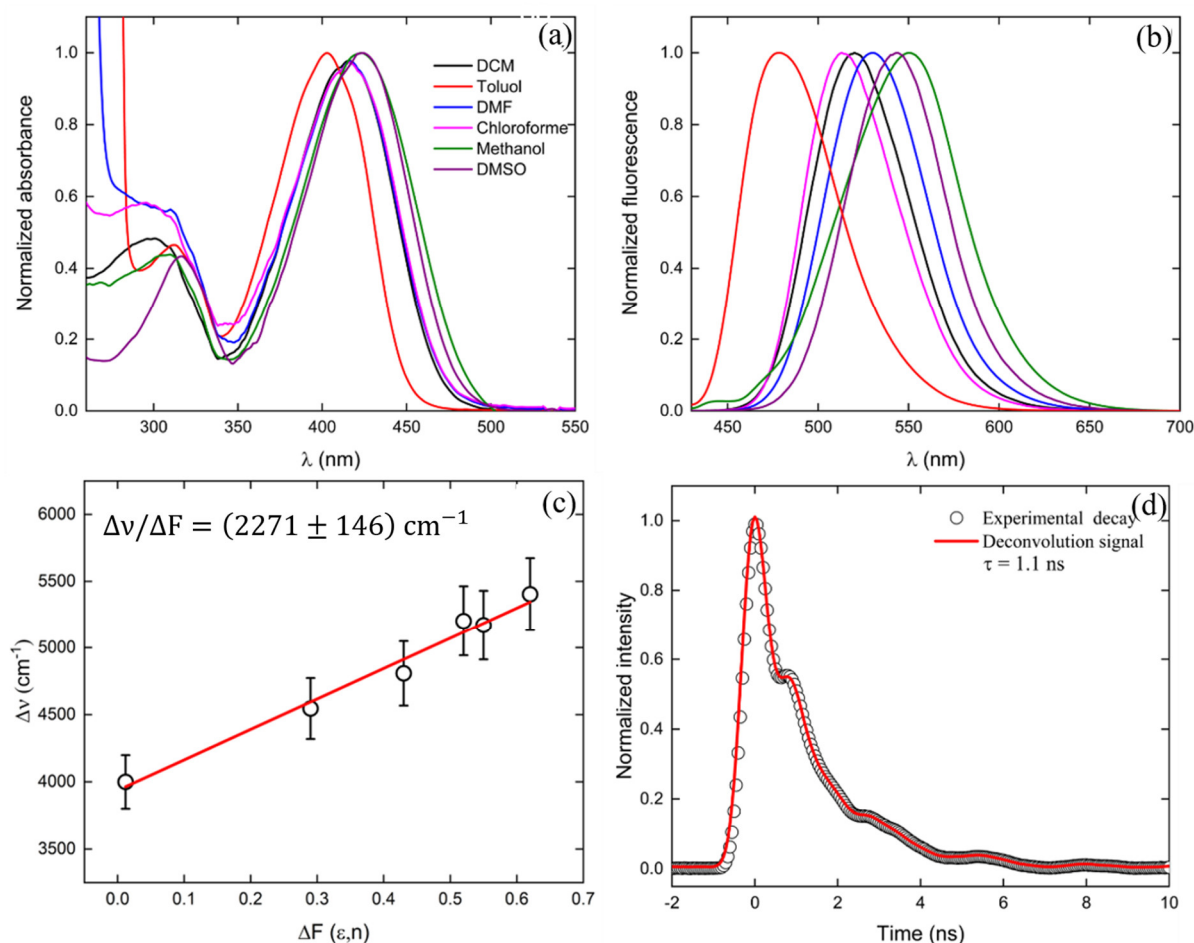 (a)
DCM
Toluol
DMF
Chloroforme
Methanol
DMSO
Normalized absorbance
1.0
0.8
0.6
0.4
0.2
0.0
300
350
400
450
500
550
λ (nm)
(b)
Normalized fluorescence
1.0
0.8
0.6
0.4
0.2
0.0
450
500
550
600
650
700
λ (nm)
(c)
Δν/ΔF = (2271 ± 146) cm⁻¹
Δν (cm⁻¹)
6000
5500
5000
4500
4000
3500
0.0
0.1
0.2
0.3
0.4
0.5
0.6
0.7
ΔF (ε,n)
(d)
Experimental decay
Deconvolution signal
τ = 1.1 ns
Normalized intensity
1.0
0.8
0.6
0.4
0.2
0.0
-2
0
2
4
6
8
10
Time (ns)